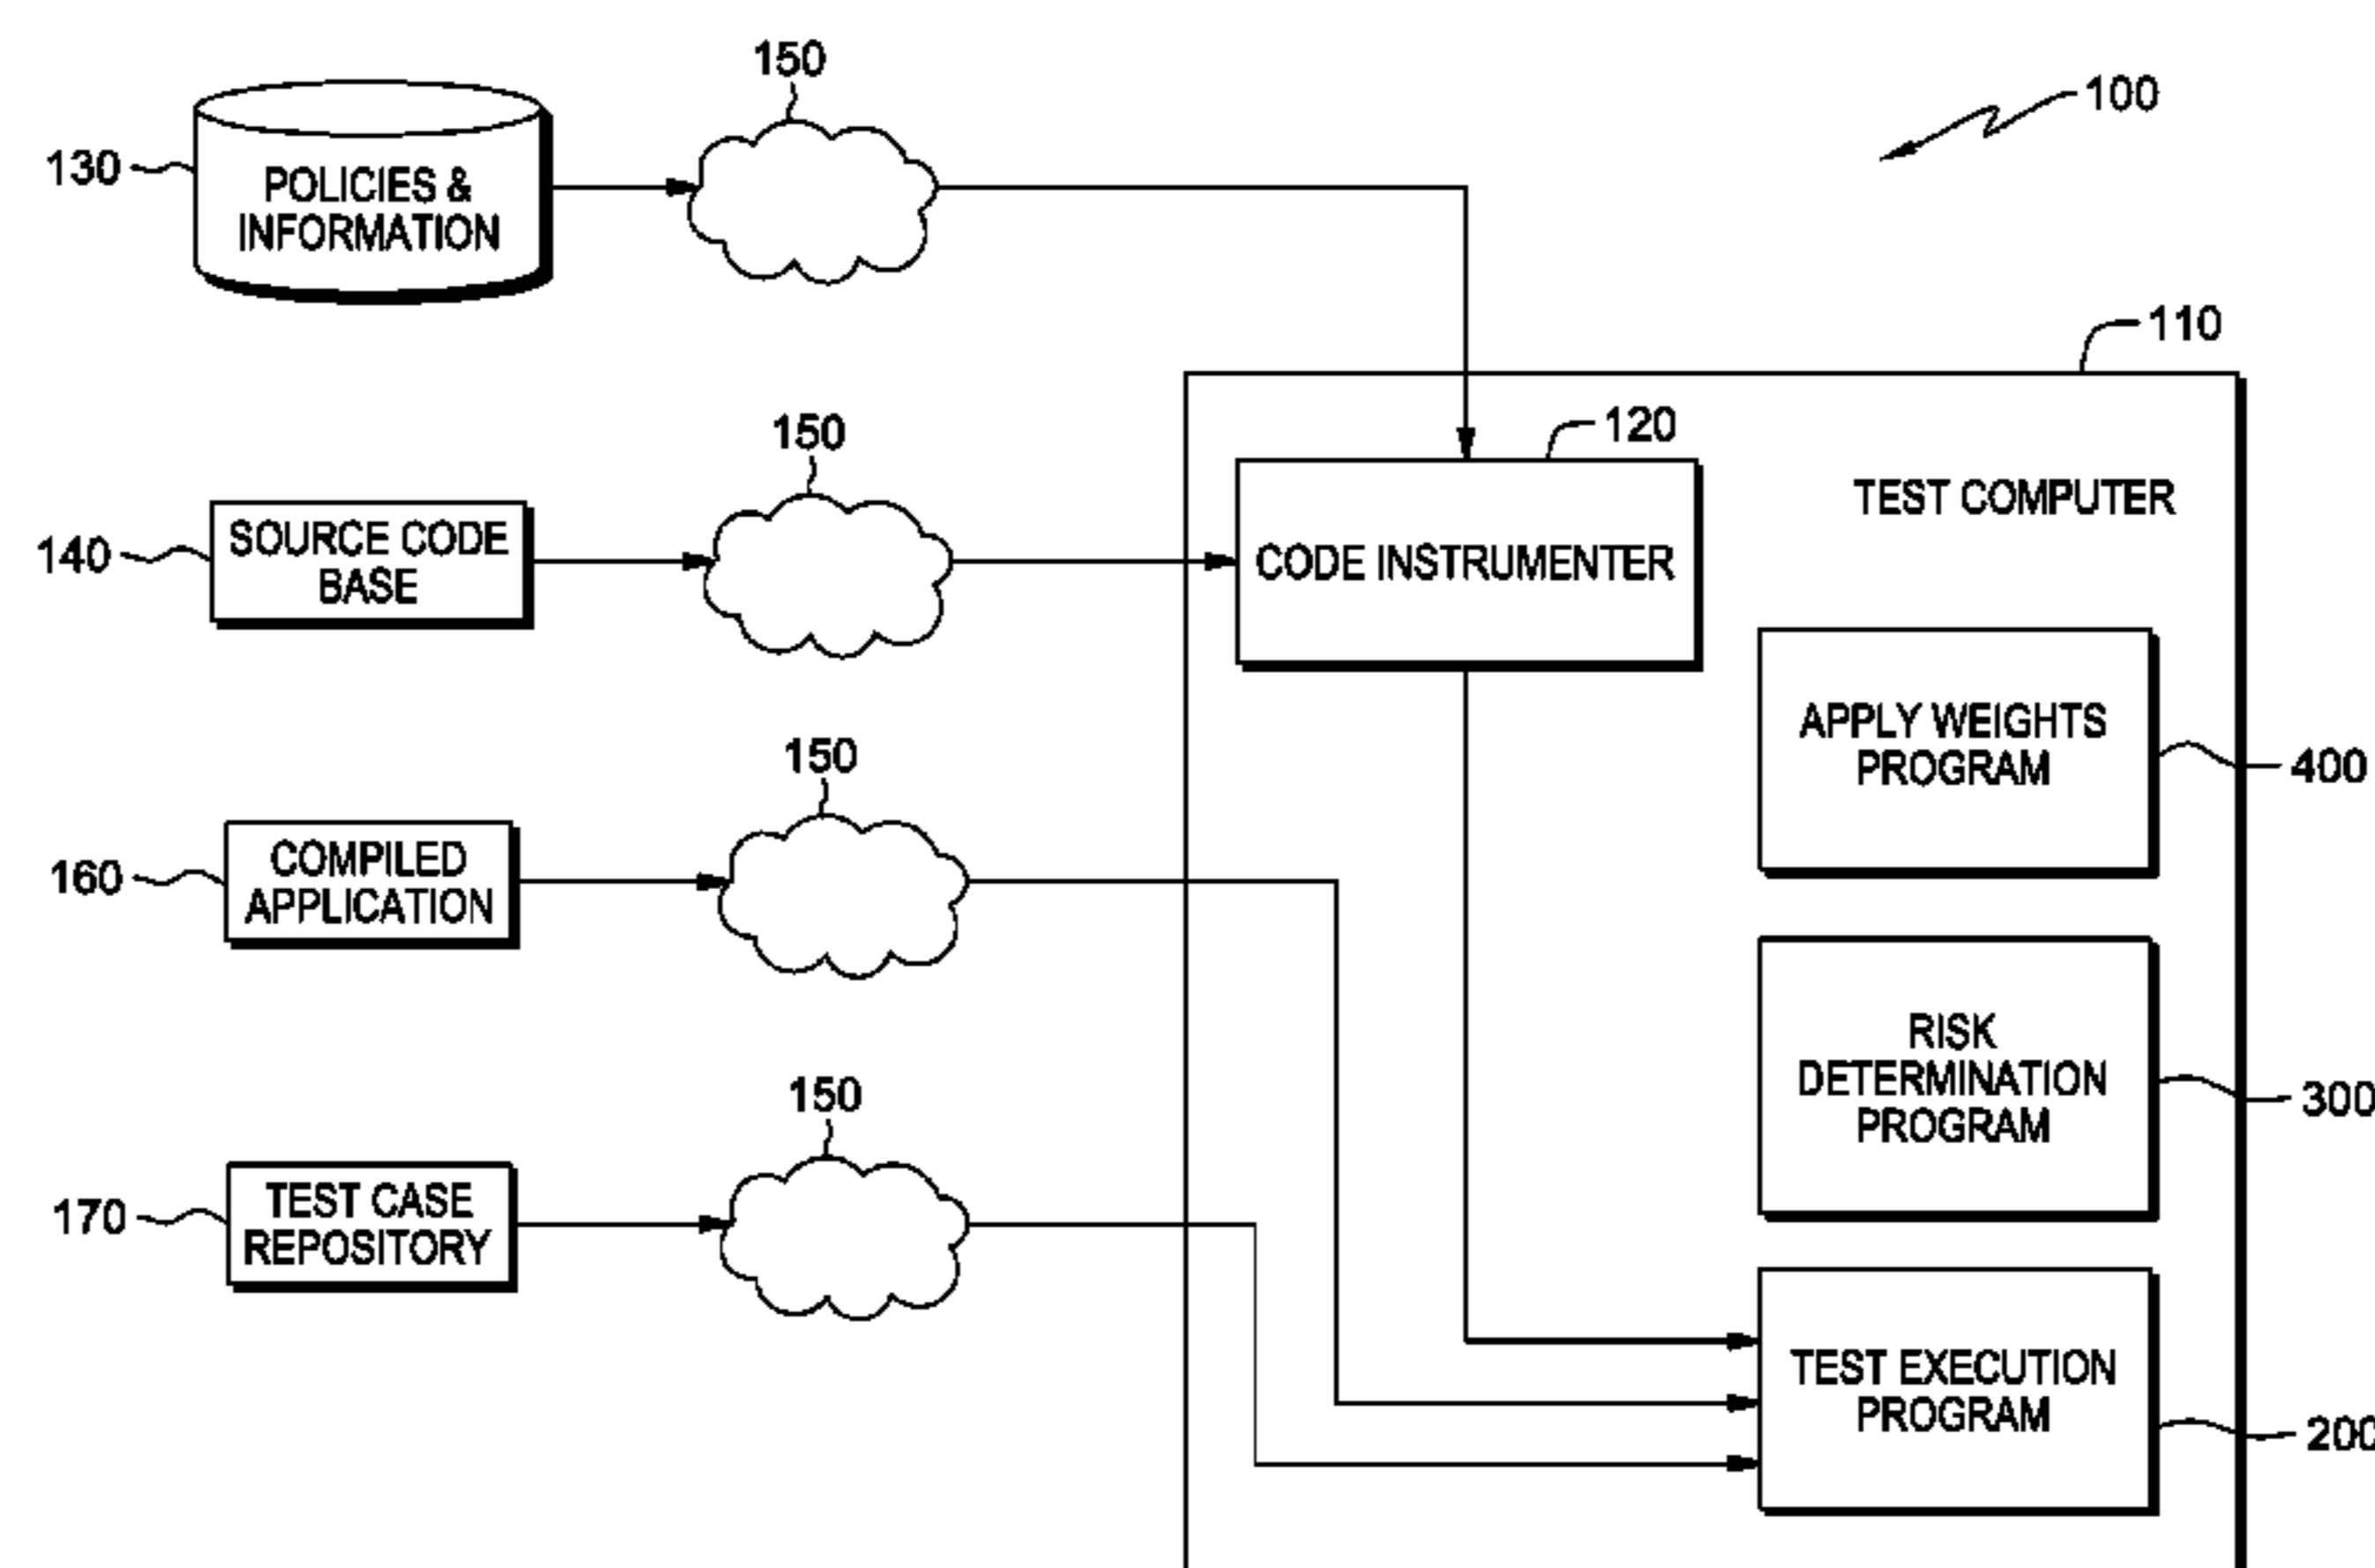 150
100
130
POLICIES &
INFORMATION
110
150
120
TEST COMPUTER
140
SOURCE CODE
BASE
CODE INSTRUMENTER
APPLY WEIGHTS
PROGRAM
400
150
160
COMPILED
APPLICATION
RISK
DETERMINATION
PROGRAM
300
150
170
TEST CASE
REPOSITORY
TEST EXECUTION
PROGRAM
200